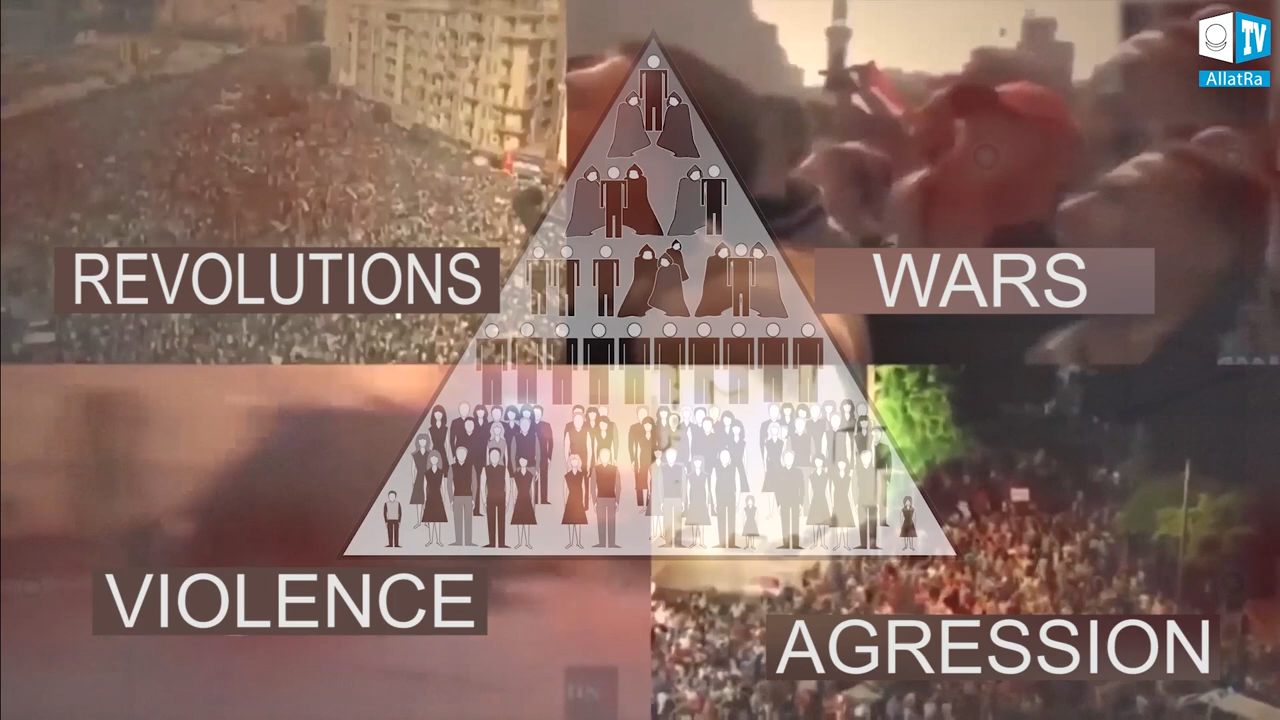 TV
AllatRa
REVOLUTIONS
WARS
VIOLENCE
AGRESSION